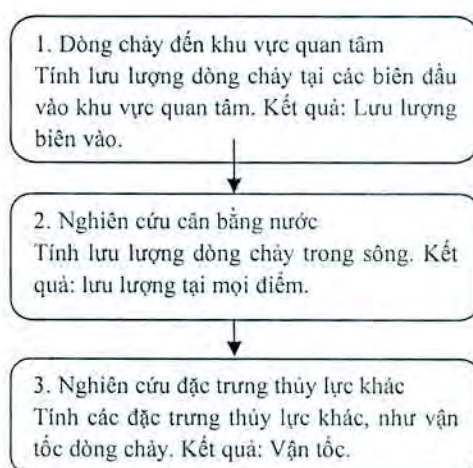 1. Dòng chảy đến khu vực quan tâm
Tính lưu lượng dòng chảy tại các biên đầu
vào khu vực quan tâm. Kết quả: Lưu lượng
biên vào.
2. Nghiên cứu cân bằng nước
Tính lưu lượng dòng chảy trong sông. Kết
quả: lưu lượng tại mọi điểm.
3. Nghiên cứu đặc trưng thủy lực khác
Tính các đặc trưng thủy lực khác, như vận
tốc dòng chảy. Kết quả: Vận tốc.